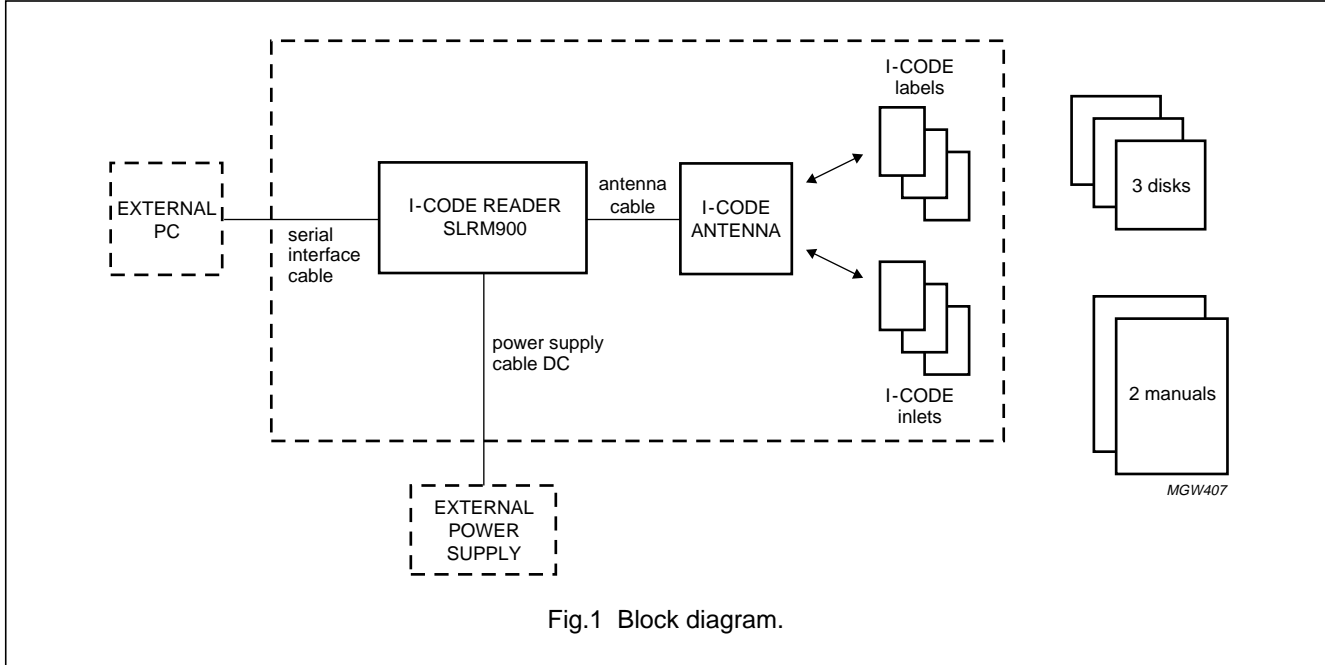 I-CODE
labels
3 disks
EXTERNAL
PC
serial
interface
cable
I-CODE READER
SLRM900
antenna
cable
I-CODE
ANTENNA
power supply
cable DC
I-CODE
inlets
2 manuals
MGW407
EXTERNAL
POWER
SUPPLY
Fig.1 Block diagram.